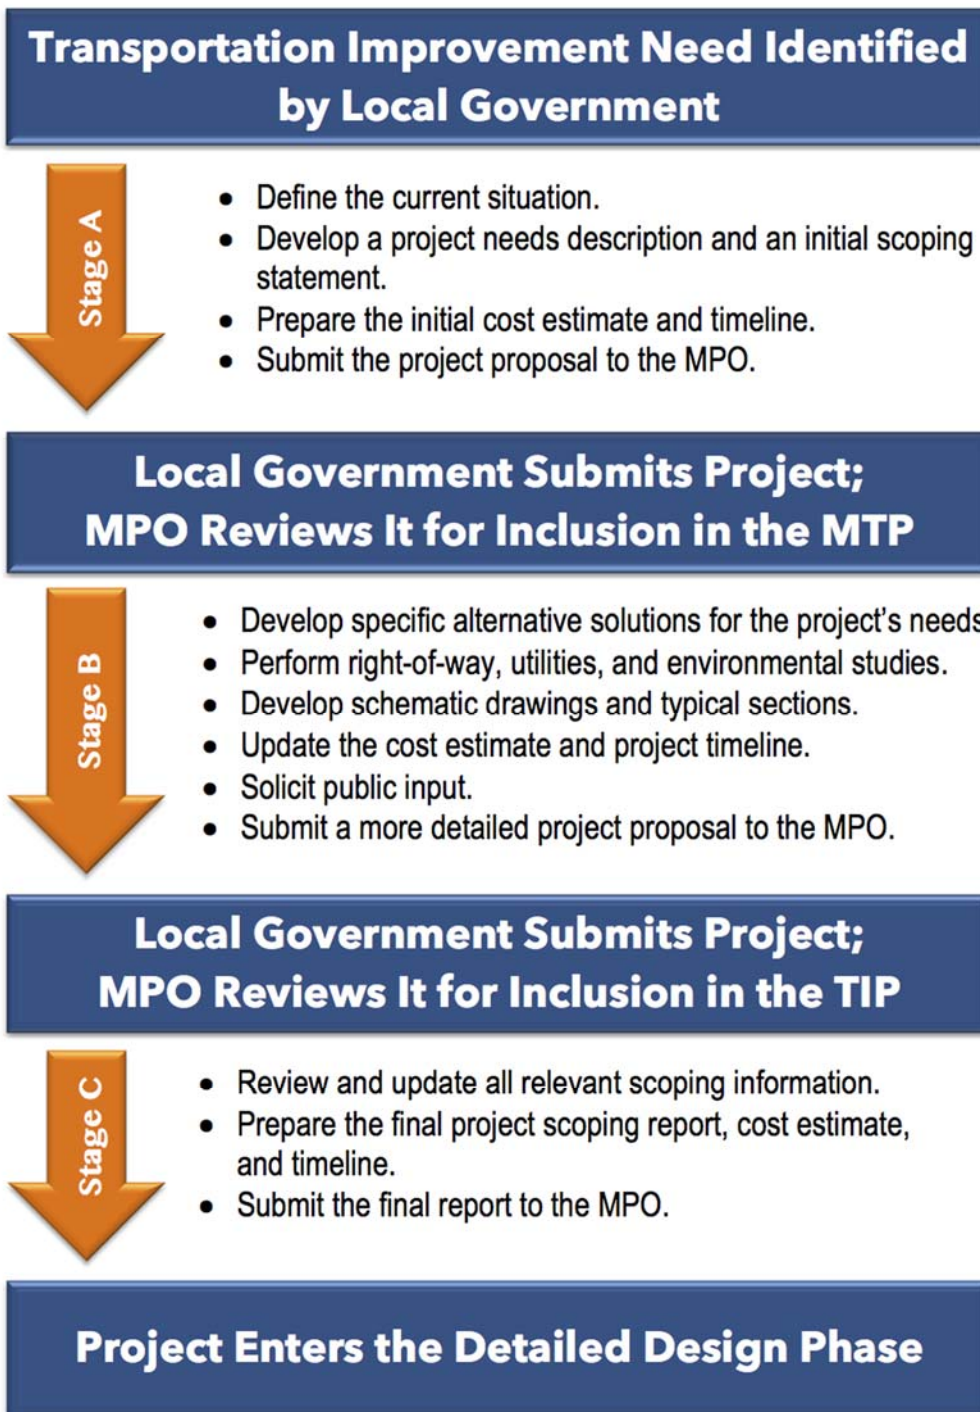 Transportation Improvement Need Identified
by Local Government
Stage A
• Define the current situation.
• Develop a project needs description and an initial scoping
statement.
• Prepare the initial cost estimate and timeline.
• Submit the project proposal to the MPO.
Local Government Submits Project;
MPO Reviews It for Inclusion in the MTP
Stage B
• Develop specific alternative solutions for the project's needs
• Perform right-of-way, utilities, and environmental studies.
• Develop schematic drawings and typical sections.
• Update the cost estimate and project timeline.
• Solicit public input.
• Submit a more detailed project proposal to the MPO.
Local Government Submits Project;
MPO Reviews It for Inclusion in the TIP
Stage C
• Review and update all relevant scoping information.
• Prepare the final project scoping report, cost estimate,
and timeline.
• Submit the final report to the MPO.
Project Enters the Detailed Design Phase